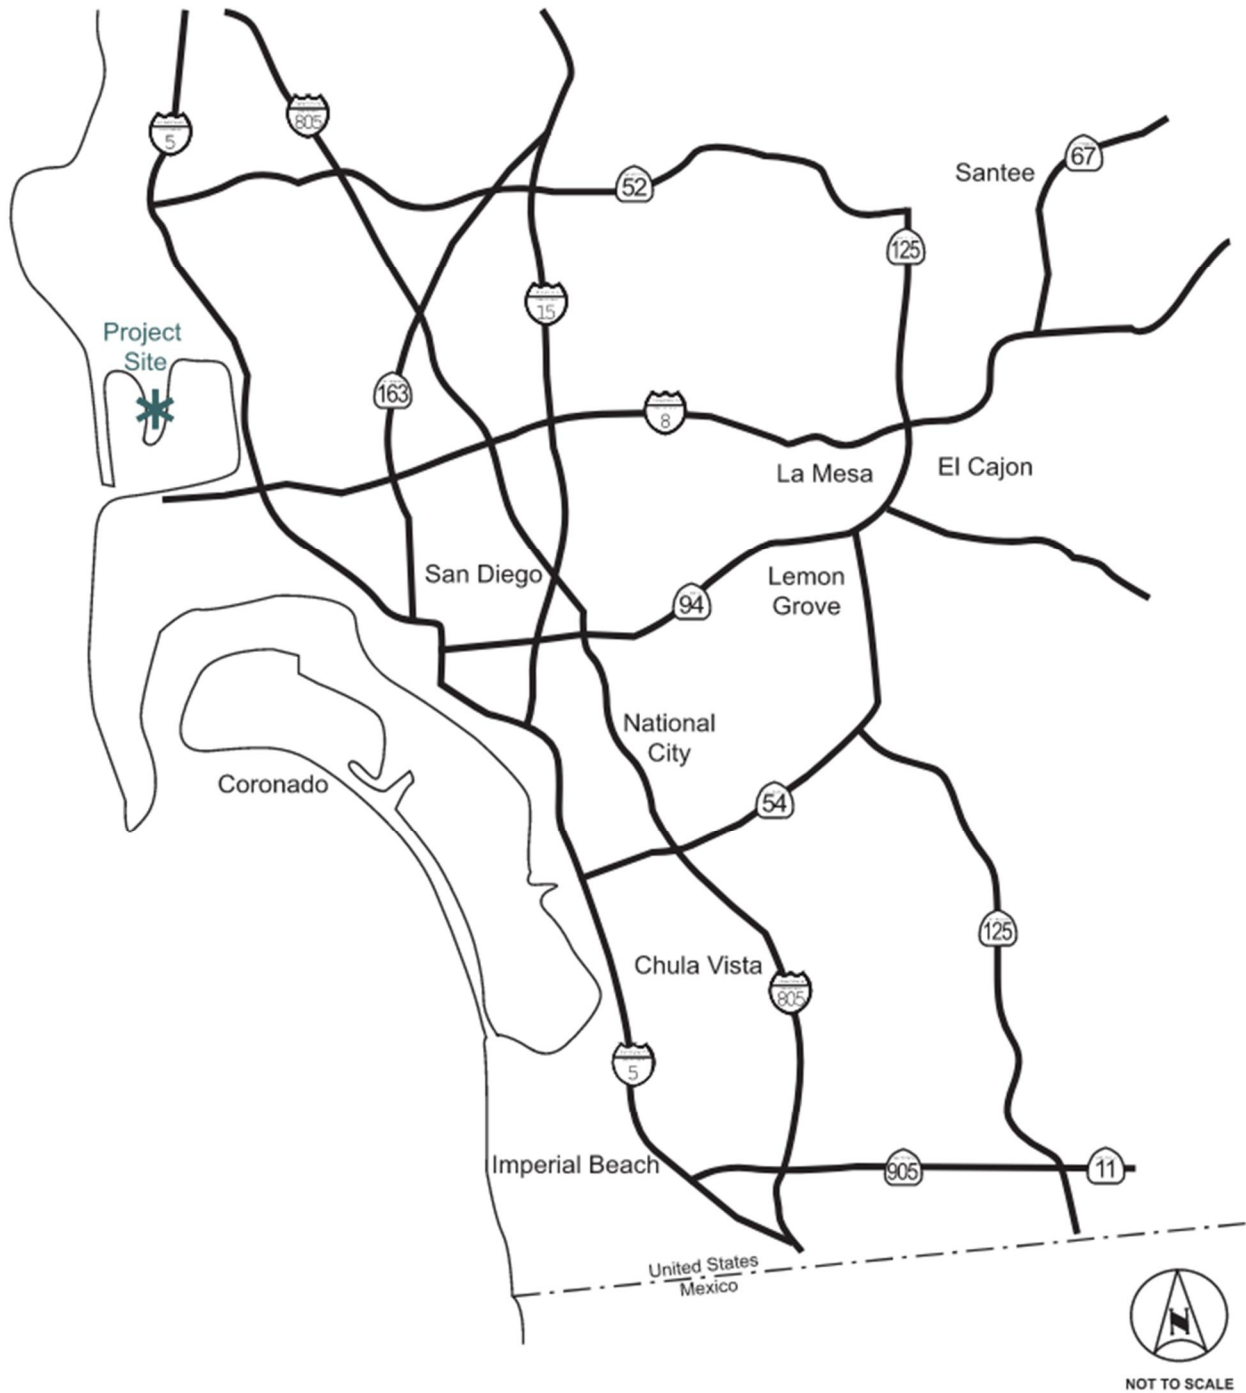 805
5
67
Santee
52
125
15
Project
Site
163
8
La Mesa
El Cajon
San Diego
Lemon
Grove
94
National
City
Coronado
54
125
Chula Vista
805
5
Imperial Beach
905
11
United States
Mexico
N
NOT TO SCALE